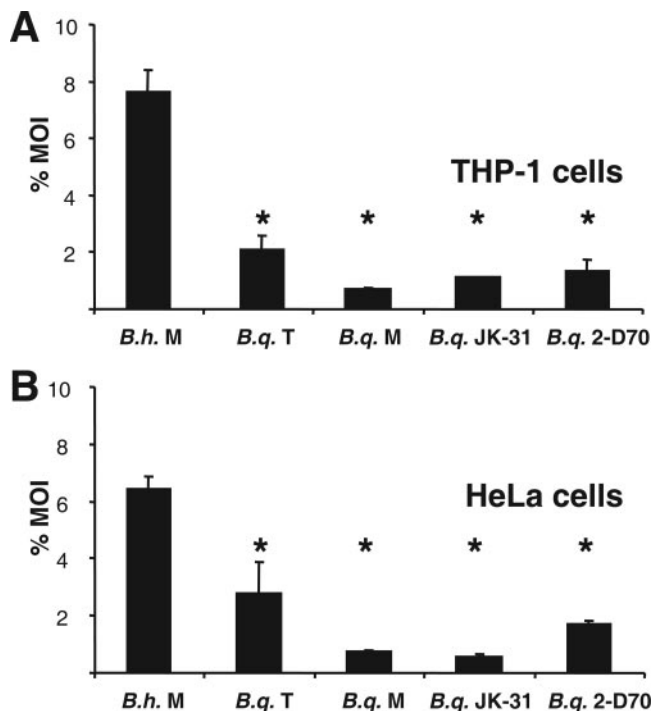 A
10
8
6
4
2
% MOI
THP-1 cells
* * * *
B.h. M B.q. T B.q. M B.q. JK-31 B.q. 2-D70
B
10
8
6
4
2
% MOI
HeLa cells
* * * *
B.h. M B.q. T B.q. M B.q. JK-31 B.q. 2-D70